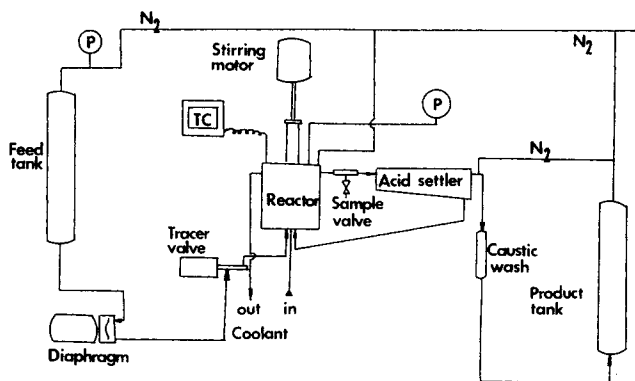 N2
N2
P
Stirring
motor
P
TC
Feed
tank
N2
Acid settler
Reactor
Sample
valve
Tracer
valve
Caustic
wash
Product
tank
out
in
Coolant
Diaphragm